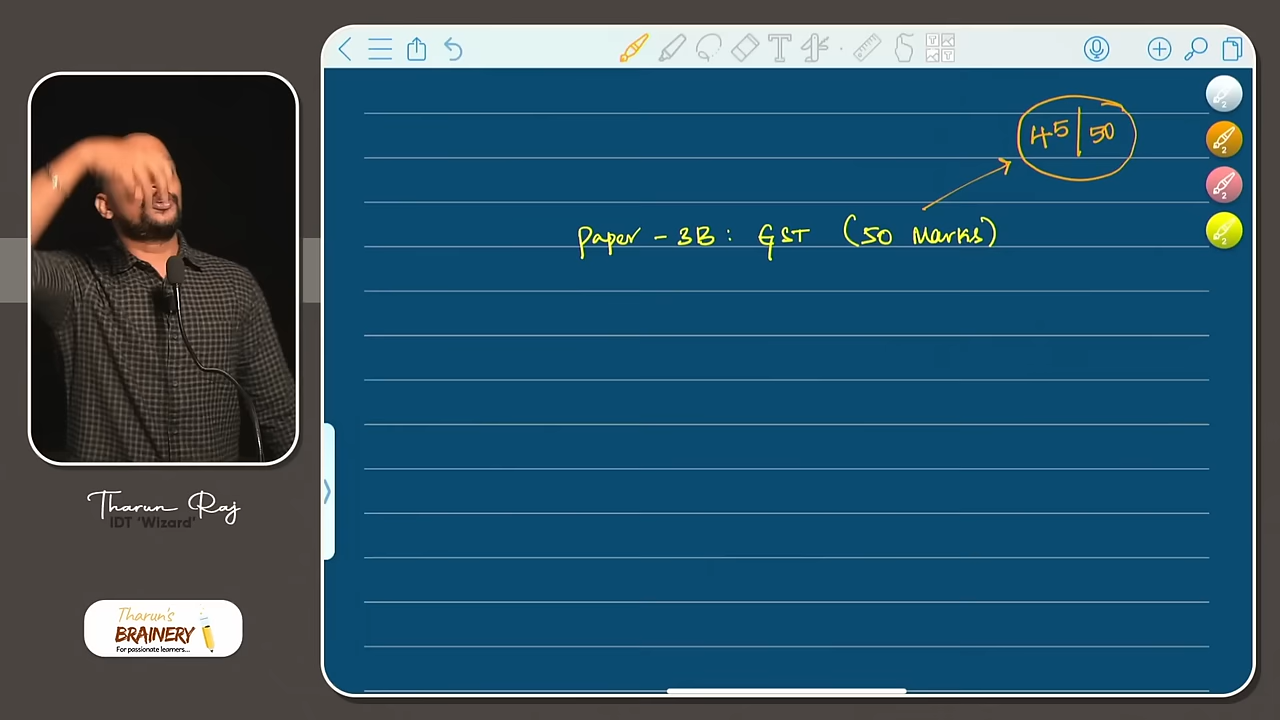 45 | 50
Paper - 3B : GST (50 Marks)
Tharun Raj
IDT 'Wizard'
Tharun's
BRAINERY
For passionate learners...